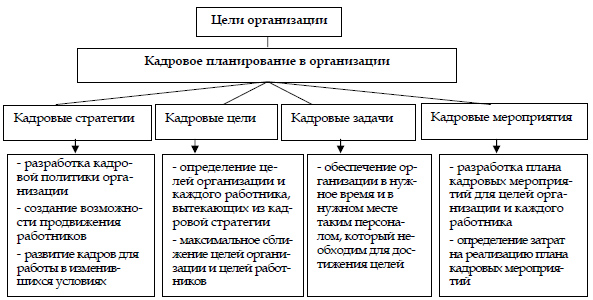 Цели организации
Кадровое планирование в организации
Кадровые стратегии
Кадровые цели
Кадровые задачи
Кадровые мероприятия
- разработка кадро-
вой политики орга-
низации
- создание возможно-
сти продвижения
работников
- развитие кадров для
работы в изменив-
шихся условиях
- определение це-
лей организации и
каждого работника,
вытекающих из кад-
ровой стратегии
- максимальное сбли-
жение целей органи-
зации и целей работ-
ников
- обеспечение ор-
ганизации в нуж-
ное время и в
нужном месте
таким персона-
лом, который не-
обходим для дос-
тижения целей
- разработка плана
кадровых мероприя-
тий для целей орга-
низации и каждого
работника
- определение затрат
на реализацию плана
кадровых мероприя-
тий